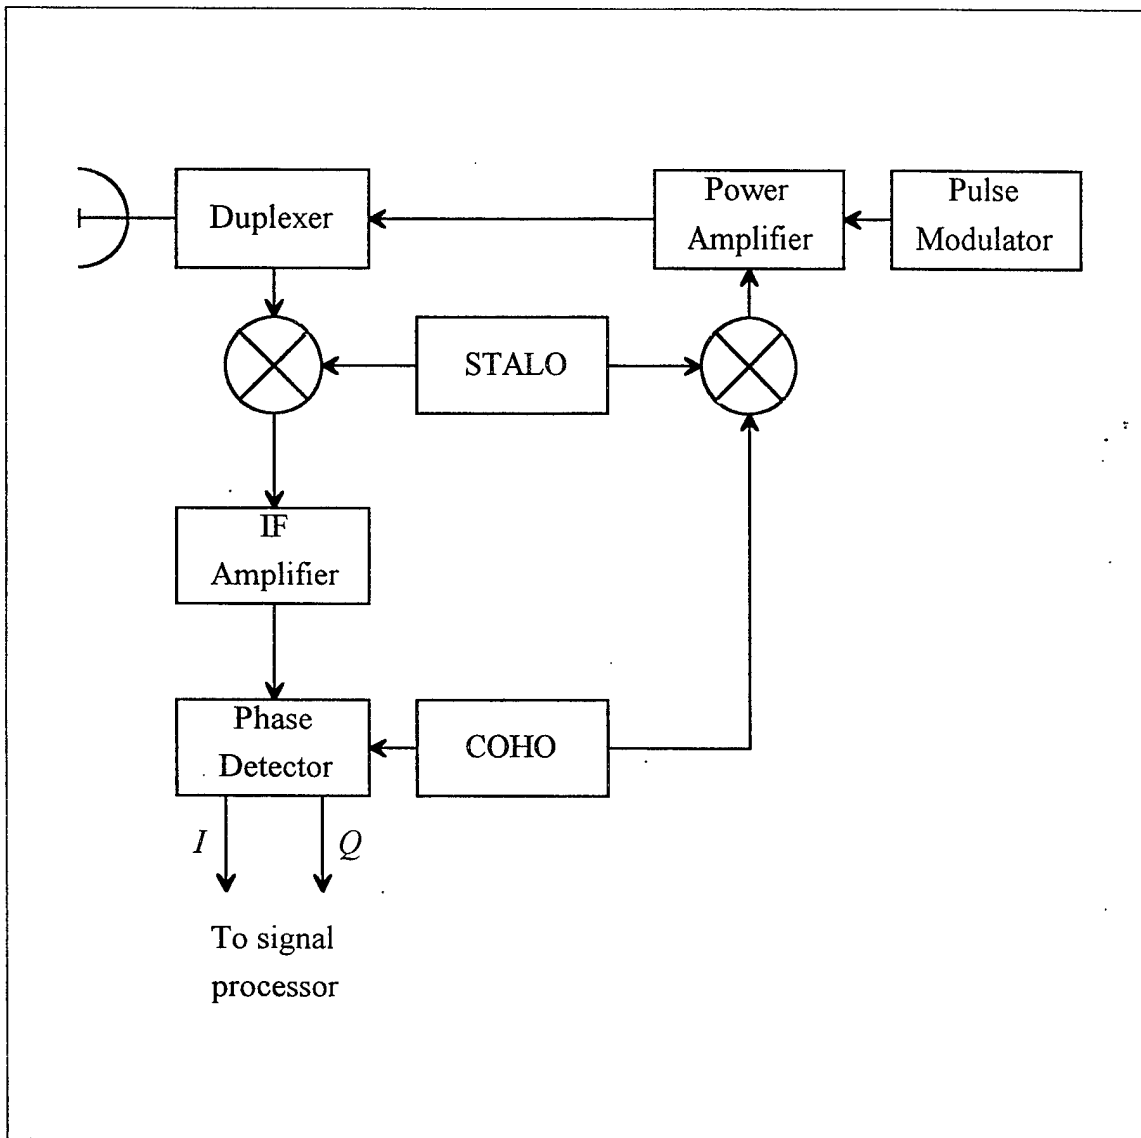 Duplexer
Power
Amplifier
Pulse
Modulator
STALO
IF
Amplifier
Phase
Detector
COHO
I
Q
To signal
processor